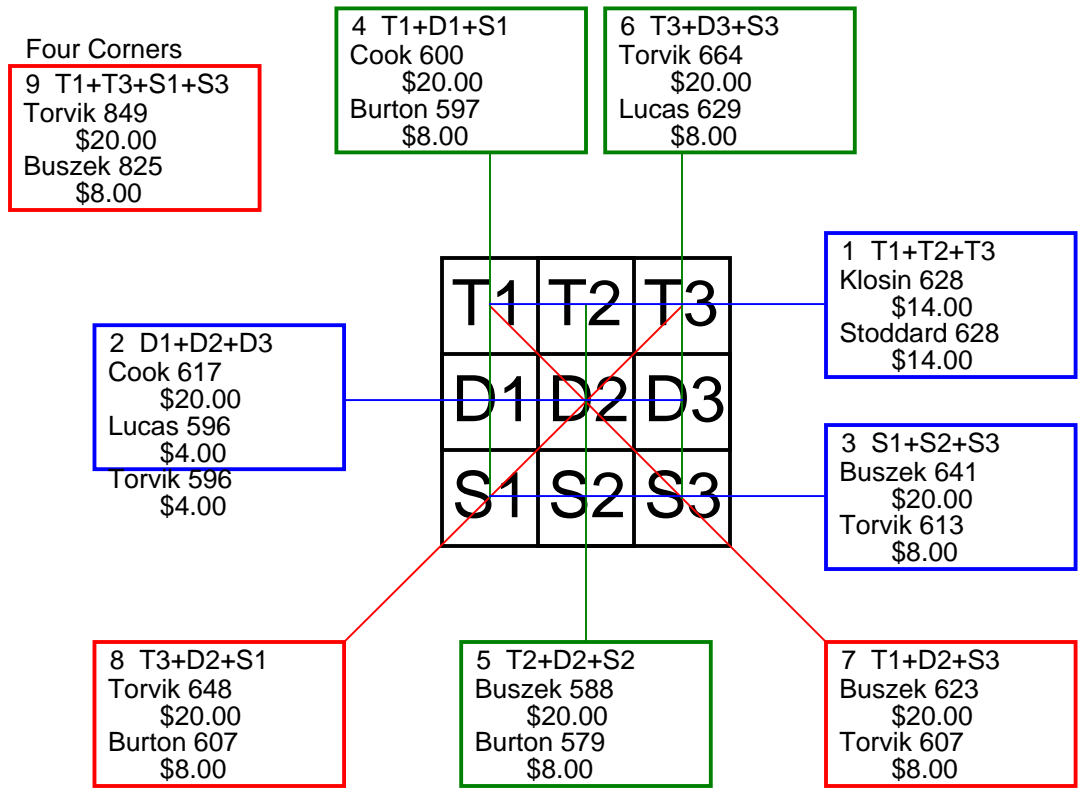 Four Corners
9 T1+T3+S1+S3
Torvik 849
$20.00
Buszek 825
$8.00
4 T1+D1+S1
Cook 600
$20.00
Burton 597
$8.00
6 T3+D3+S3
Torvik 664
$20.00
Lucas 629
$8.00
1 T1+T2+T3
Klosin 628
$14.00
Stoddard 628
$14.00
2 D1+D2+D3
Cook 617
$20.00
Lucas 596
$4.00
Torvik 596
$4.00
T1 T2 T3
D1 D2 D3
S1 S2 S3
3 S1+S2+S3
Buszek 641
$20.00
Torvik 613
$8.00
8 T3+D2+S1
Torvik 648
$20.00
Burton 607
$8.00
5 T2+D2+S2
Buszek 588
$20.00
Burton 579
$8.00
7 T1+D2+S3
Buszek 623
$20.00
Torvik 607
$8.00